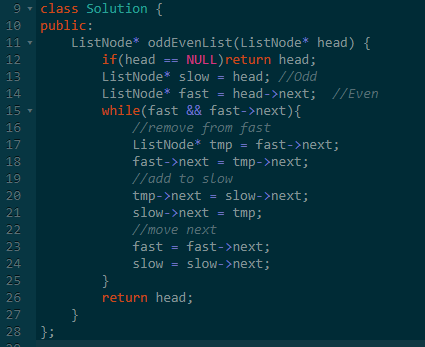 9 class Solution {
10 public:
11     ListNode* oddEvenList(ListNode* head) {
12         if(head == NULL)return head;
13         ListNode* slow = head; //Odd
14         ListNode* fast = head->next;  //Even
15         while(fast && fast->next){
16             //remove from fast
17             ListNode* tmp = fast->next;
18             fast->next = tmp->next;
19             //add to slow
20             tmp->next = slow->next;
21             slow->next = tmp;
22             //move next
23             fast = fast->next;
24             slow = slow->next;
25         }
26         return head;
27     }
28 };